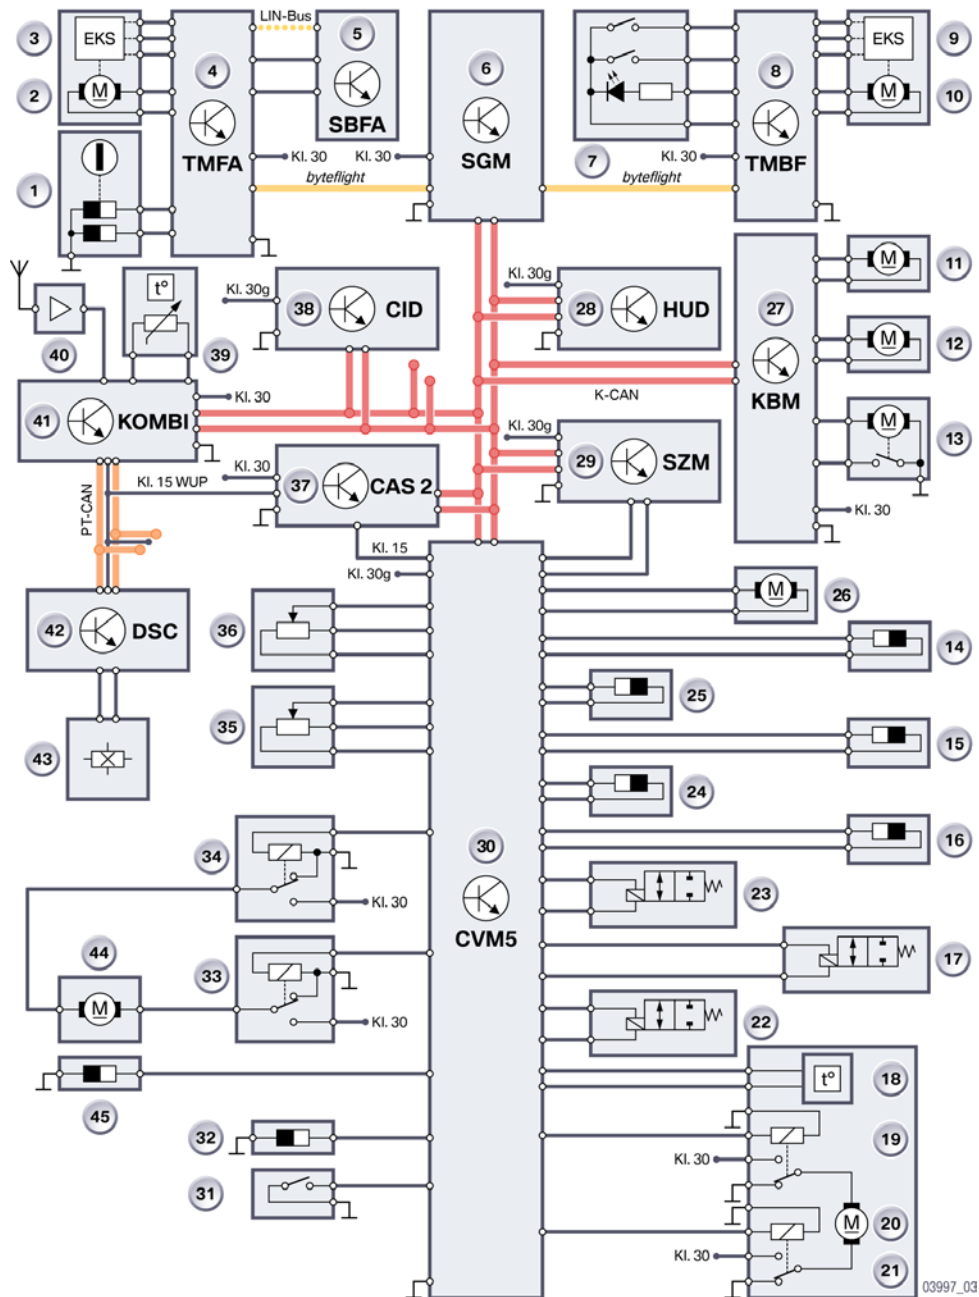 LIN-Bus
3
EKS
2
M
4
TMFA
5
SBFA
6
SGM
7
8
TMBF
EKS
9
M
10
1
Kl. 30
Kl. 30
Kl. 30
byteflight
byteflight
40
t°
39
Kl. 30g
38
CID
Kl. 30g
28
HUD
27
KBM
M
11
M
12
M
13
Kl. 30
41
KOMBI
Kl. 30
K-CAN
Kl. 30g
29
SZM
PT-CAN
Kl. 15 WUP
Kl. 30
37
CAS 2
Kl. 15
Kl. 30g
42
DSC
43
36
35
M
26
14
25
15
24
16
34
Kl. 30
30
CVM5
23
17
44
M
33
Kl. 30
22
45
32
31
t°
18
19
Kl. 30
M
20
Kl. 30
21
03997_03